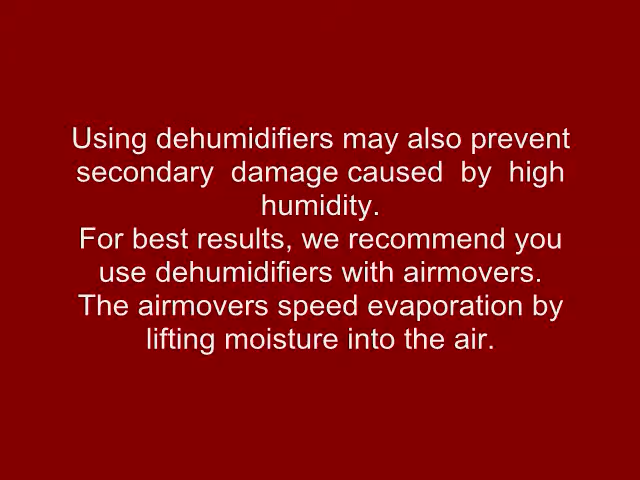 Using dehumidifiers may also prevent
secondary damage caused by high
humidity.
For best results, we recommend you
use dehumidifiers with airmovers.
The airmovers speed evaporation by
lifting moisture into the air.